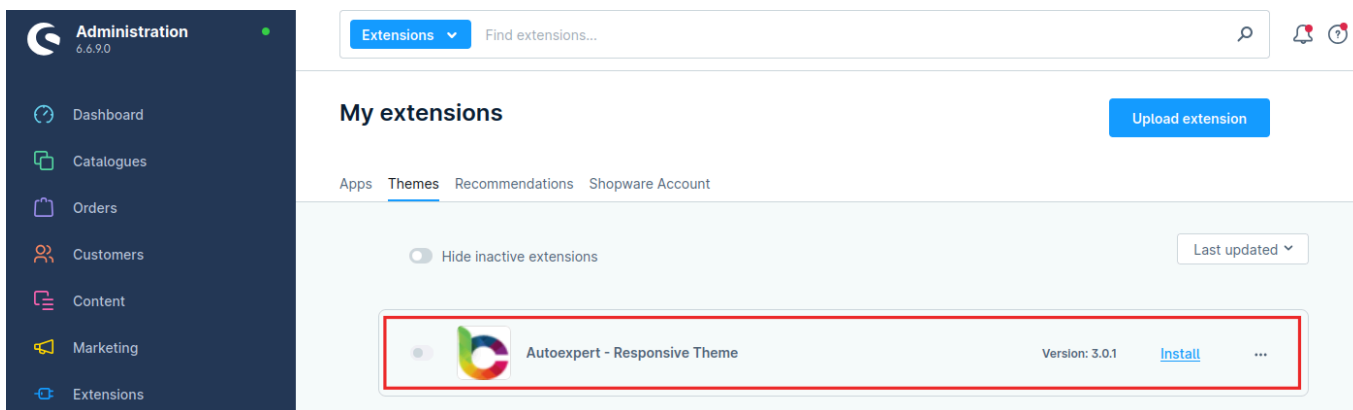 Administration
6.6.9.0
Dashboard
Catalogues
Orders
Customers
Content
Marketing
Extensions
Extensions Find extensions...
My extensions
Upload extension
Apps Themes Recommendations Shopware Account
Hide inactive extensions
Last updated
Autoexpert - Responsive Theme Version: 3.0.1 Install ...